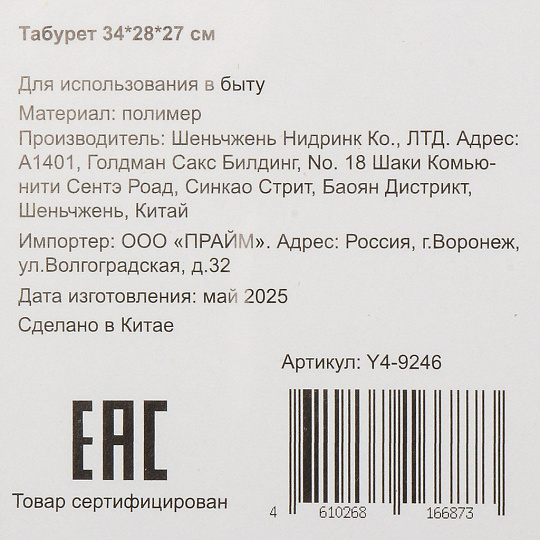 Табурет 34*28*27 см
Для использования в быту
Материал: полимер
Производитель: Шеньчжень Нидринк Ко., ЛТД. Адрес:
А1401, Голдман Сакс Билдинг, No. 18 Шаки Комью-
нити Сентэ Роад, Синкао Стрит, Баоян Дистрикт,
Шеньчжень, Китай
Импортер: ООО «ПРАЙМ». Адрес: Россия, г.Воронеж,
ул.Волгоградская, д.32
Дата изготовления: май 2025
Сделано в Китае
Артикул: Y4-9246
ЕАС
Товар сертифицирован
4 610268 166873